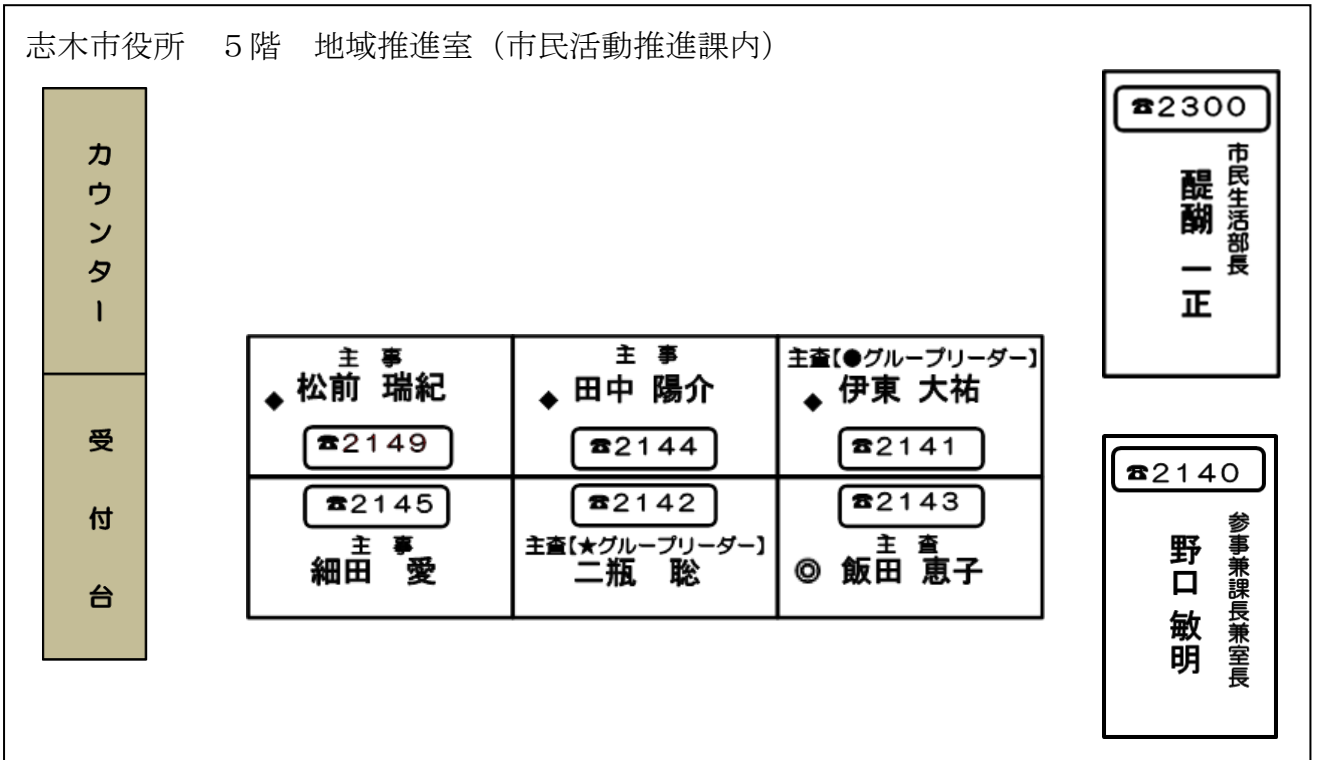 志木市役所　５階　地域推進室（市民活動推進課内）
カウンター
受付台
主　事
◆ 松前　瑞紀
☎2149
主　事
◆ 田中　陽介
☎2144
主査【●グループリーダー】
◆ 伊東　大祐
☎2141
☎2145
主　事
細田　愛
☎2142
主査【★グループリーダー】
二瓶　聡
☎2143
主　査
◎ 飯田　恵子
☎2300
市民生活部長
醍醐　一正
☎2140
参事兼課長兼室長
野口　敏明